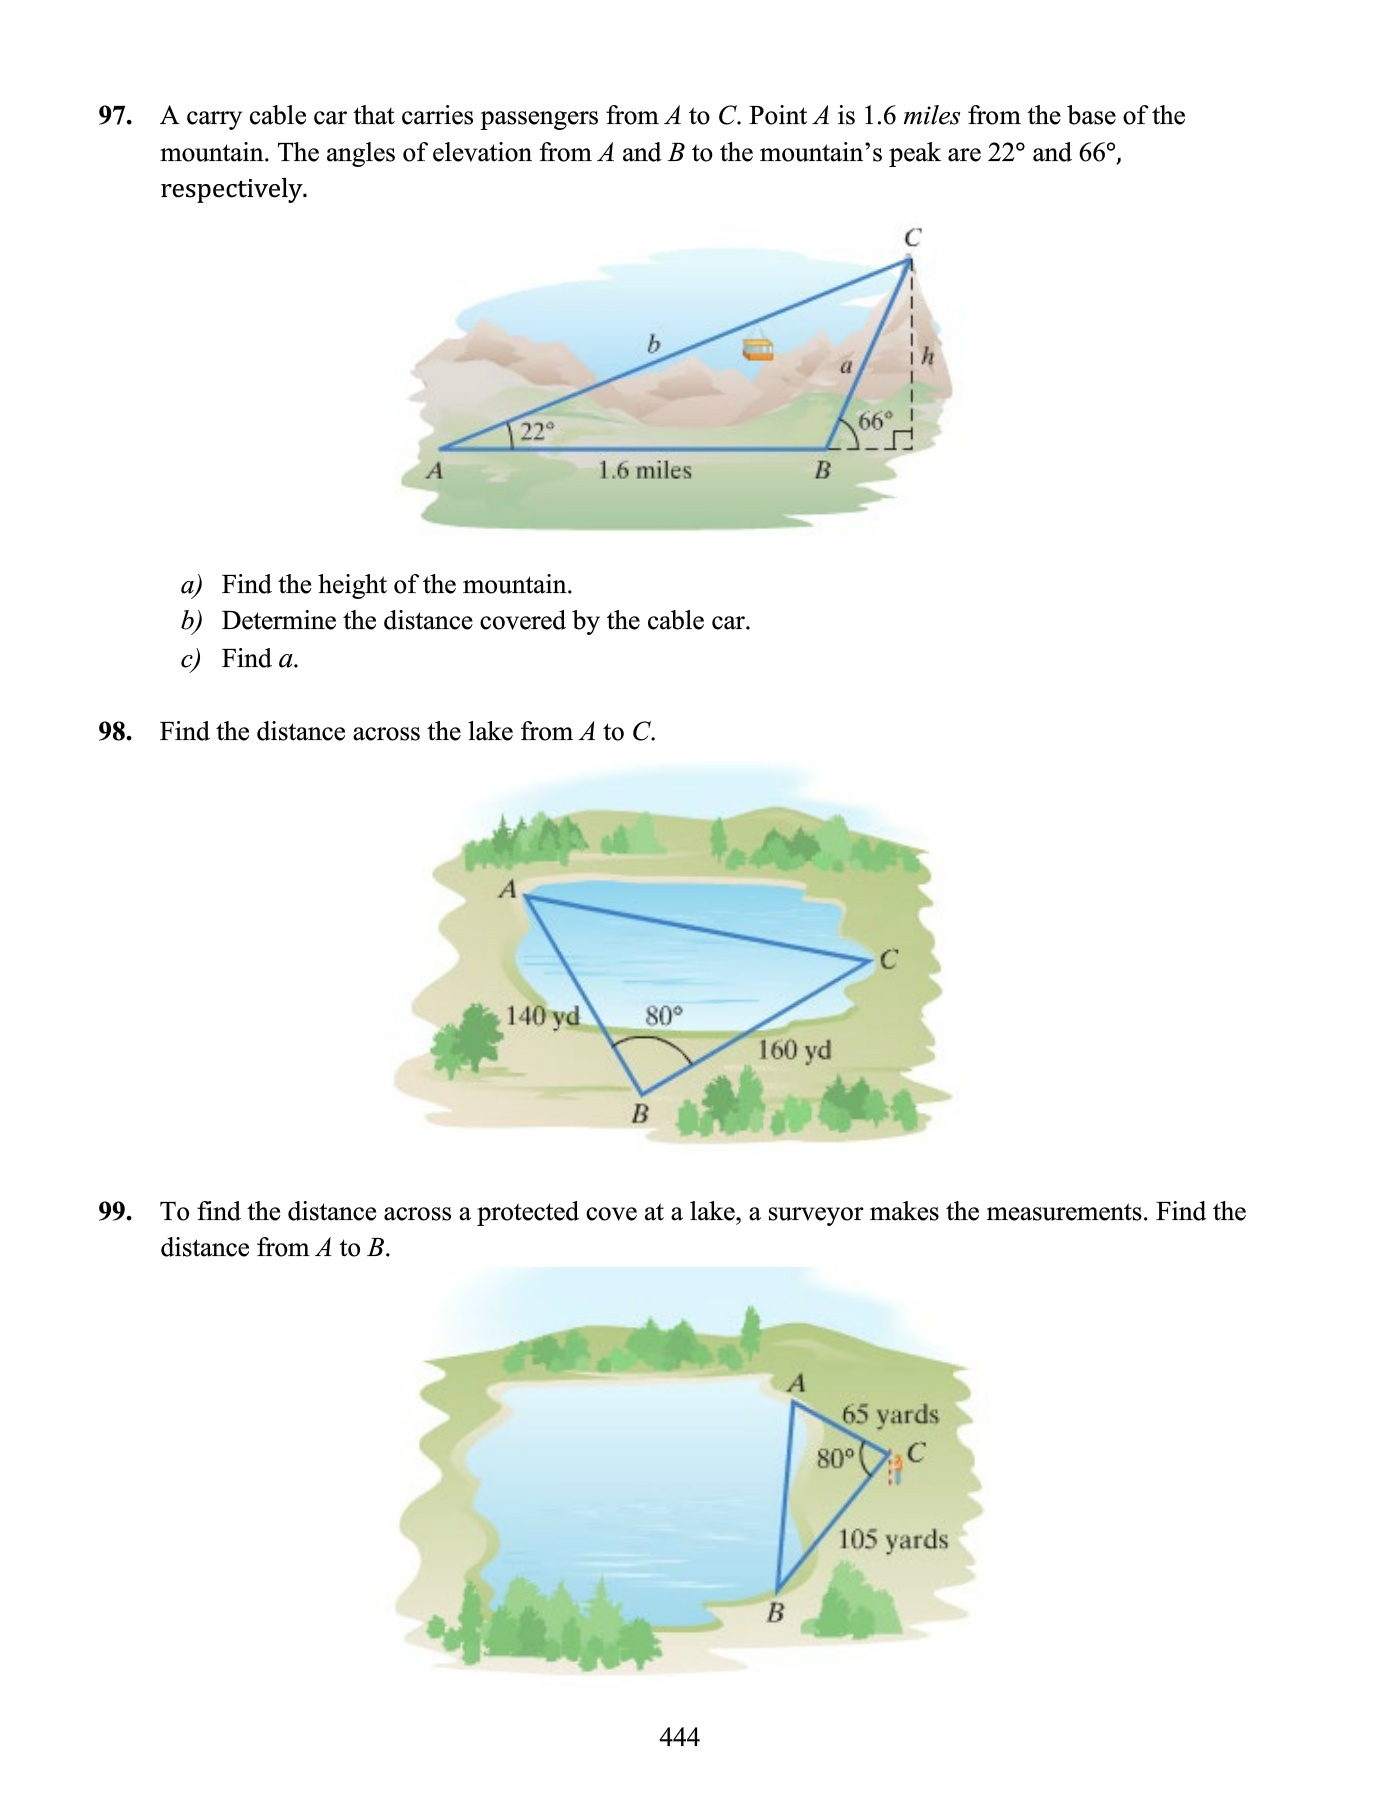 97. A carry cable car that carries passengers from A to C. Point A is 1.6 miles from the base of the
mountain. The angles of elevation from A and B to the mountain’s peak are 22° and 66°,
respectively.
C
b
a
h
22°
66°
A
1.6 miles
B
a) Find the height of the mountain.
b) Determine the distance covered by the cable car.
c) Find a.
98. Find the distance across the lake from A to C.
A
C
140 yd
80°
160 yd
B
99. To find the distance across a protected cove at a lake, a surveyor makes the measurements. Find the
distance from A to B.
A
65 yards
80°
C
105 yards
B
444